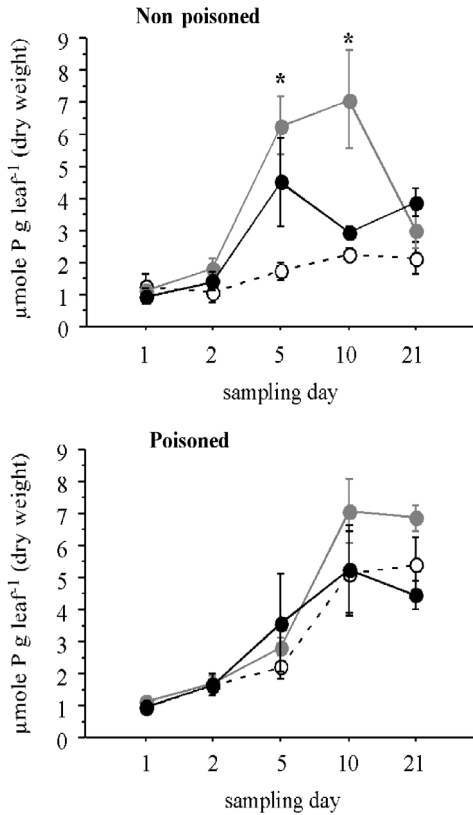 Non poisoned
µmole P g leaf⁻¹ (dry weight)
9
8
7
6
5
4
3
2
1
0
*
*
1 2 5 10 21
sampling day
Poisoned
µmole P g leaf⁻¹ (dry weight)
9
8
7
6
5
4
3
2
1
0
1 2 5 10 21
sampling day